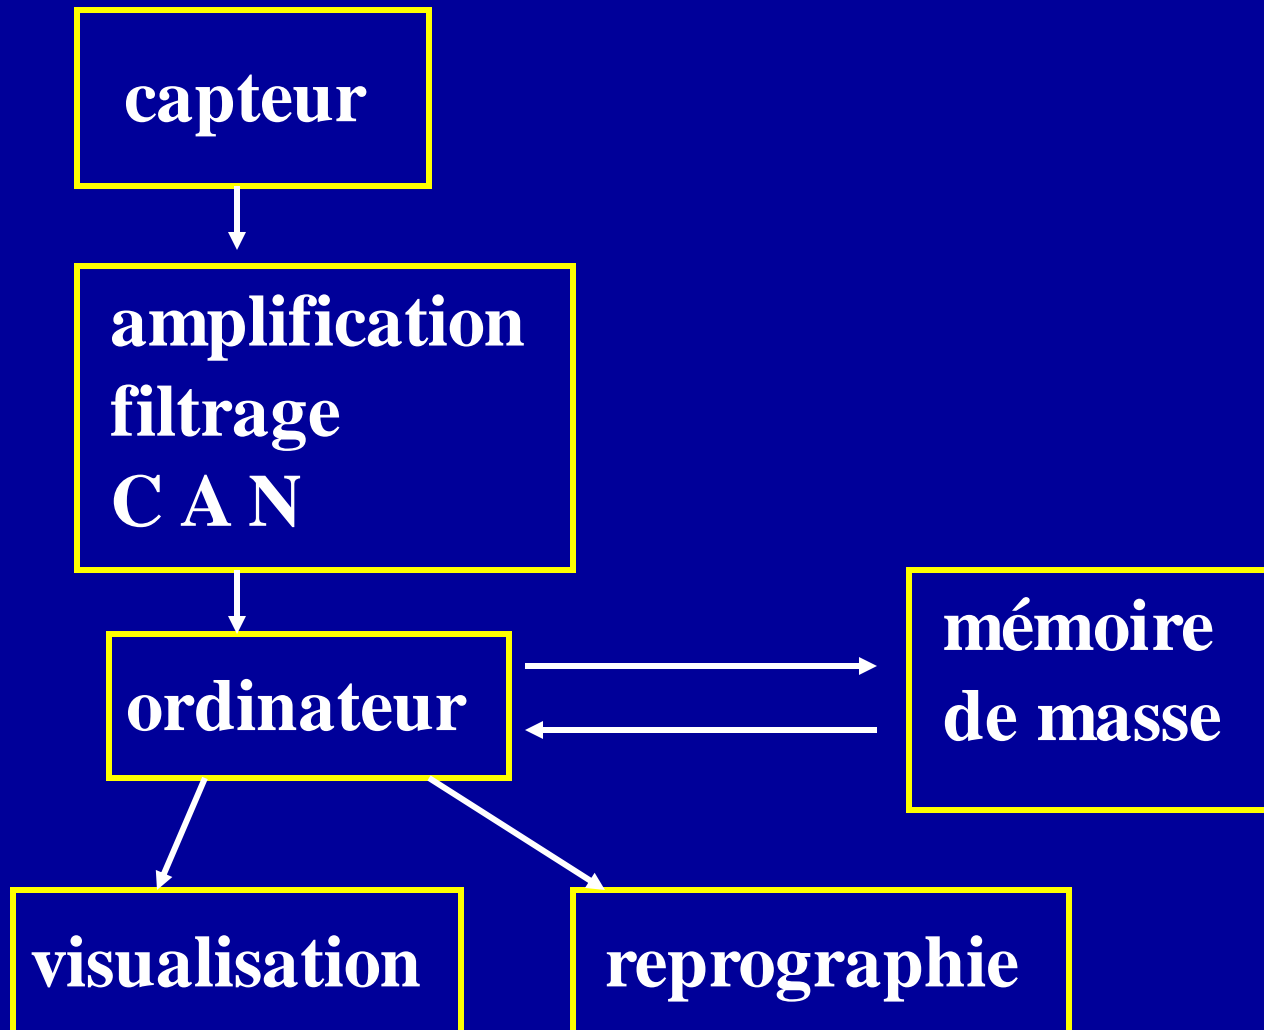 capteur
amplification
filtrage
C A N
ordinateur
mémoire
de masse
visualisation
reprographie